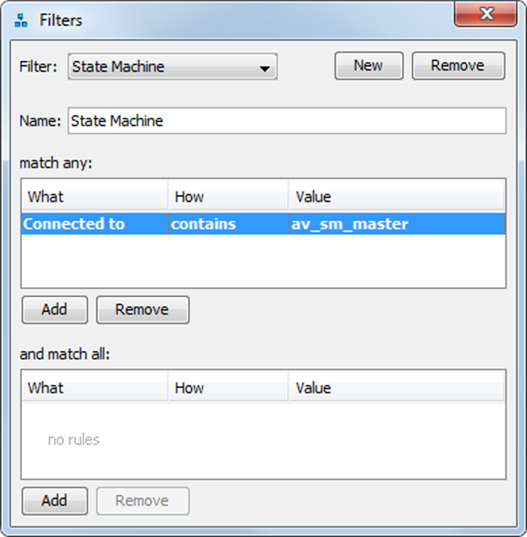 Filters
Filter: State Machine New Remove
Name: State Machine
match any:
What How Value
Connected to contains av_sm_master
Add Remove
and match all:
What How Value
no rules
Add Remove